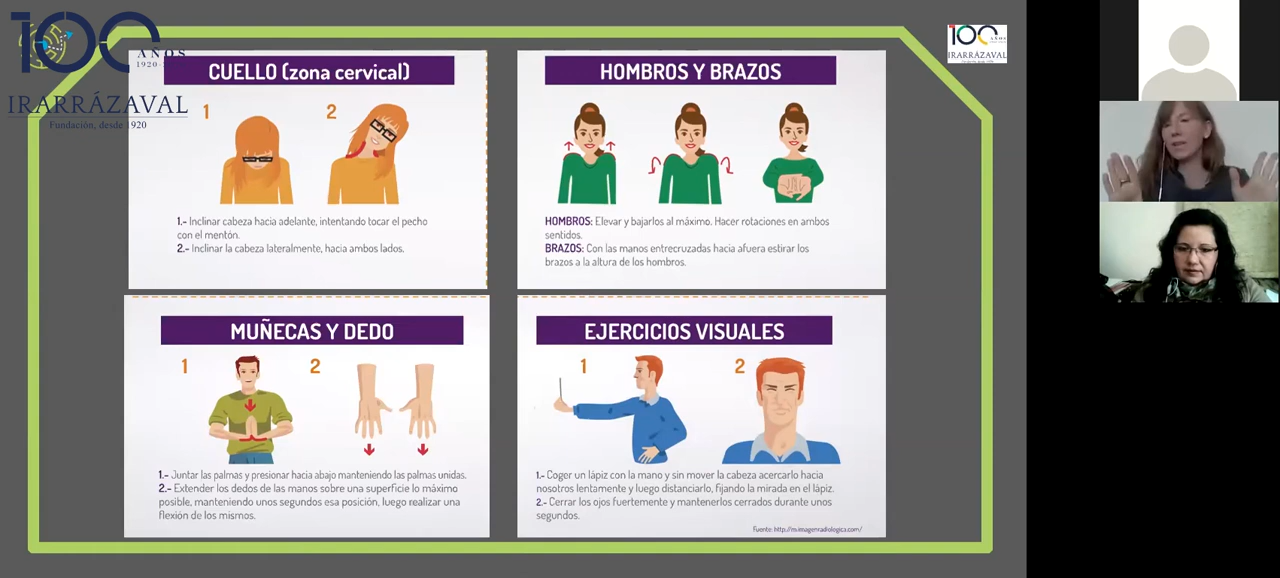 100
AÑOS
1920-
IRARRÁZAVAL
Fundación, desde 1920
100
AÑOS
IRARRÁZAVAL
CUELLO (zona cervical)
1
2
1.- Inclinar cabeza hacia adelante, intentando tocar el pecho
con el mentón.
2.- Inclinar la cabeza lateralmente, hacia ambos lados.
HOMBROS Y BRAZOS
HOMBROS: Elevar y bajarlos al máximo. Hacer rotaciones en ambos
sentidos.
BRAZOS: Con las manos entrecruzadas hacia afuera estirar los
brazos a la altura de los hombros.
MUÑECAS Y DEDO
1
2
1.- Juntar las palmas y presionar hacia abajo manteniendo las palmas unidas.
2.- Extender los dedos de las manos sobre una superficie lo máximo
posible, manteniendo unos segundos esa posición, luego realizar una
flexión de los mismos.
EJERCICIOS VISUALES
1
2
1.- Coger un lápiz con la mano y sin mover la cabeza acercarlo hacia
nosotros lentamente y luego distanciarlo, fijando la mirada en el lápiz.
2.- Cerrar los ojos fuertemente y mantenerlos cerrados durante unos
segundos.
Fuente: http://miimagenradiologica.com/